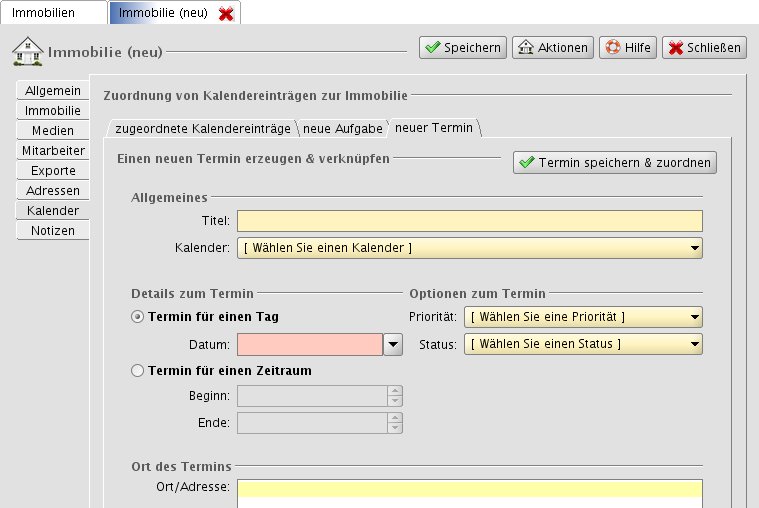 Immobilien
Immobilie (neu)
Immobilie (neu)
Speichern
Aktionen
Hilfe
Schließen
Allgemein
Immobilie
Medien
Mitarbeiter
Exporte
Adressen
Kalender
Notizen
Zuordnung von Kalendereinträgen zur Immobilie
zugeordnete Kalendereinträge
neue Aufgabe
neuer Termin
Einen neuen Termin erzeugen & verknüpfen
Termin speichern & zuordnen
Allgemeines
Titel:
Kalender: [ Wählen Sie einen Kalender ]
Details zum Termin
Termin für einen Tag
Datum:
Termin für einen Zeitraum
Beginn:
Ende:
Optionen zum Termin
Priorität: [ Wählen Sie eine Priorität ]
Status: [ Wählen Sie einen Status ]
Ort des Termins
Ort/Adresse: